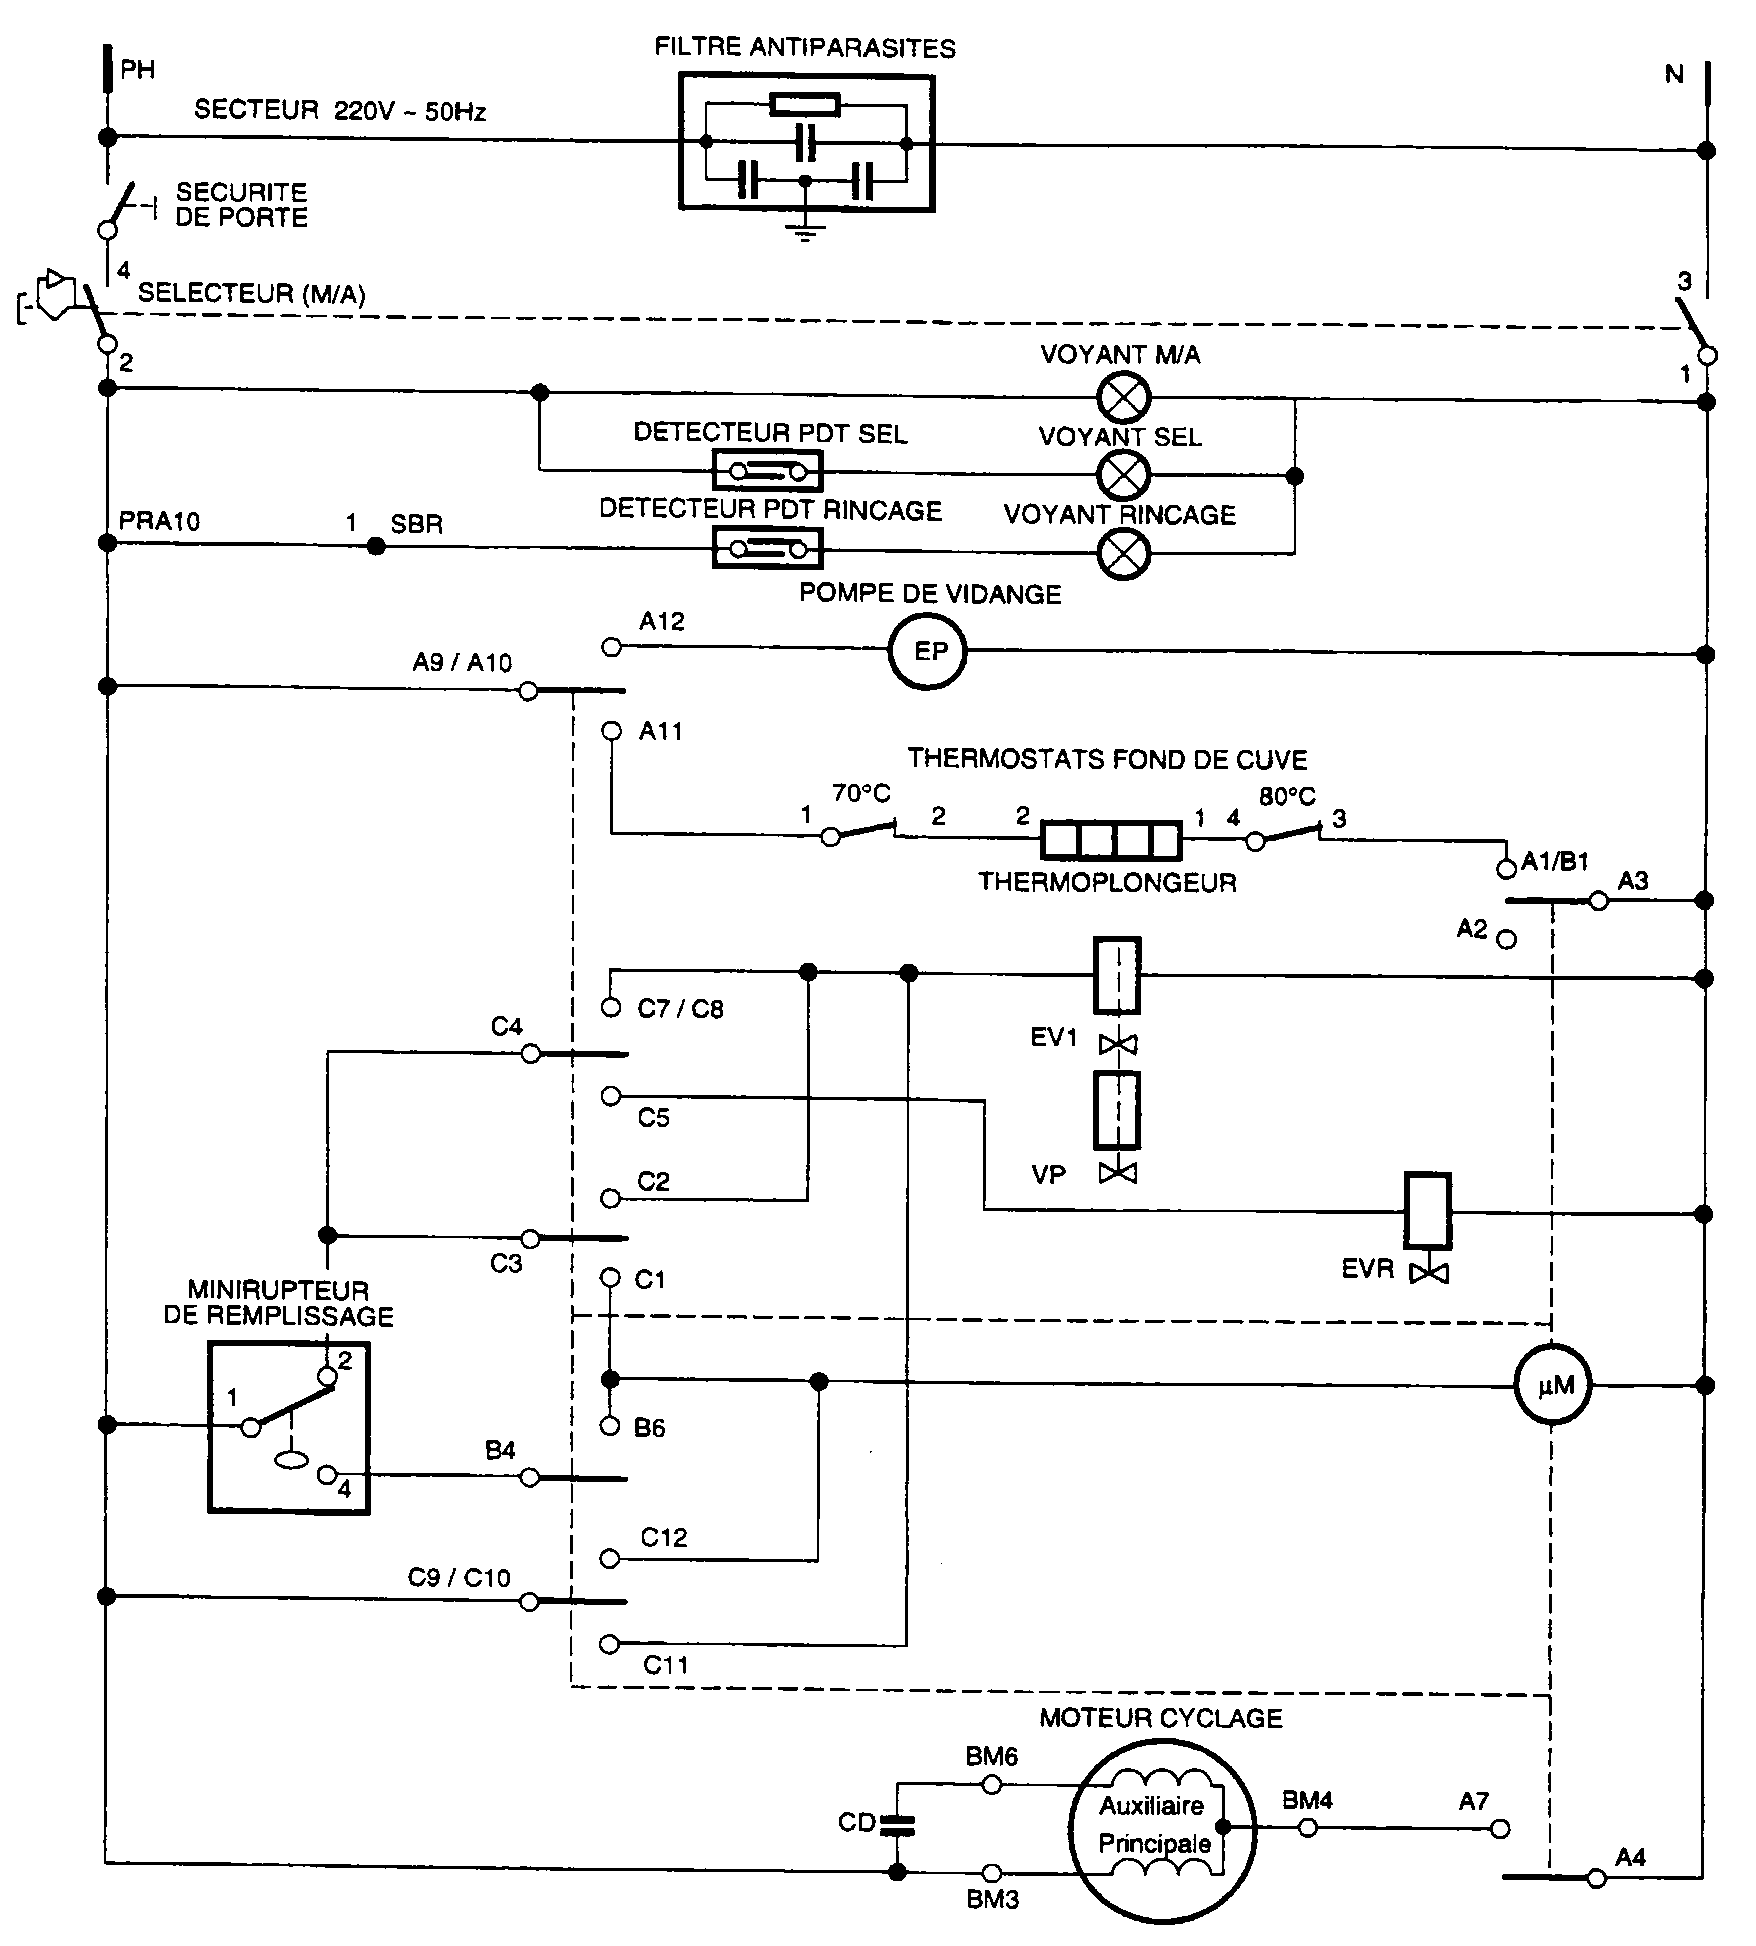 FILTRE ANTIPARASITES
PH
N
SECTEUR 220V ~ 50Hz
SECURITE
DE PORTE
4
SELECTEUR (M/A)
3
2
VOYANT M/A
1
DETECTEUR PDT SEL
VOYANT SEL
DETECTEUR PDT RINCAGE
VOYANT RINCAGE
PRA10
1
SBR
POMPE DE VIDANGE
A12
EP
A9 / A10
A11
THERMOSTATS FOND DE CUVE
70°C
80°C
1
2
2
1
4
3
A1/B1
THERMOPLONGEUR
A3
A2
C7 / C8
C4
EV1
C5
VP
C2
C3
EVR
C1
MINIRUPTEUR
DE REMPLISSAGE
2
1
µM
B6
B4
4
C12
C9 / C10
C11
MOTEUR CYCLAGE
BM6
Auxiliaire
BM4
A7
CD
Principale
A4
BM3